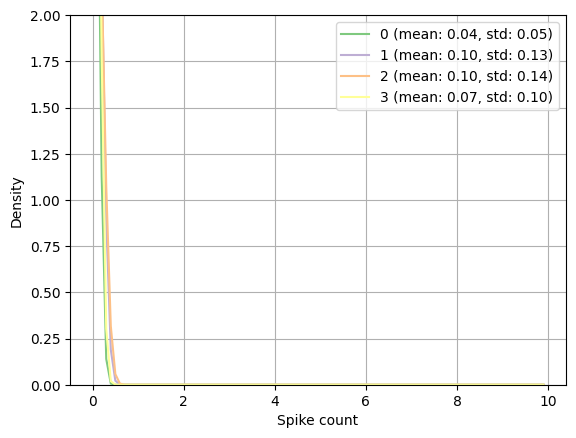 2.00
1.75
1.50
1.25
1.00
0.75
0.50
0.25
0.00
Density
0 (mean: 0.04, std: 0.05)
1 (mean: 0.10, std: 0.13)
2 (mean: 0.10, std: 0.14)
3 (mean: 0.07, std: 0.10)
0 2 4 6 8 10
Spike count